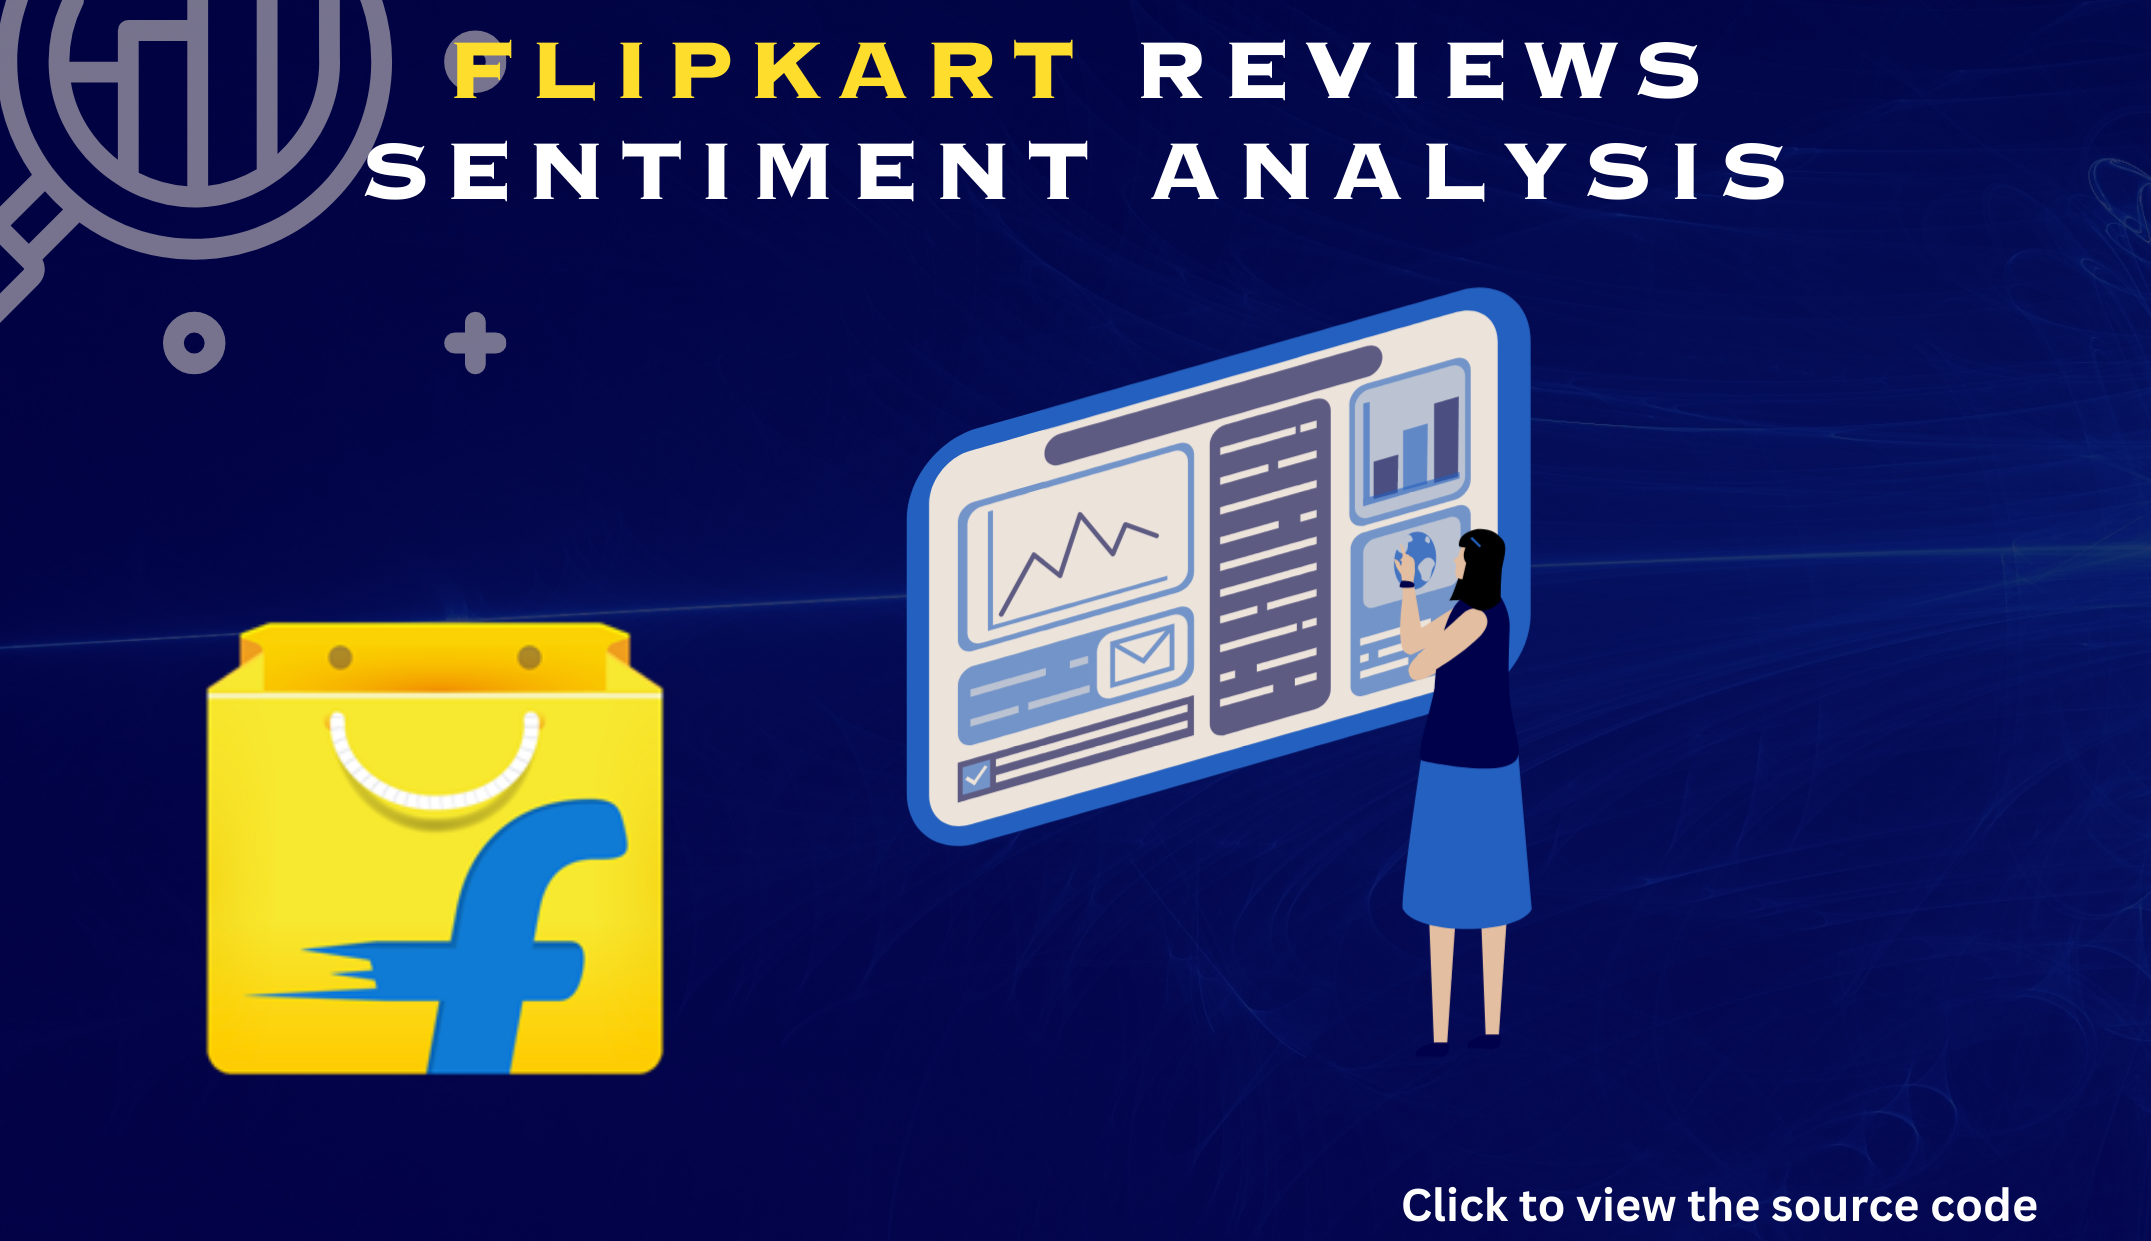 FLIPKART REVIEWS
SENTIMENT ANALYSIS
f
Click to view the source code